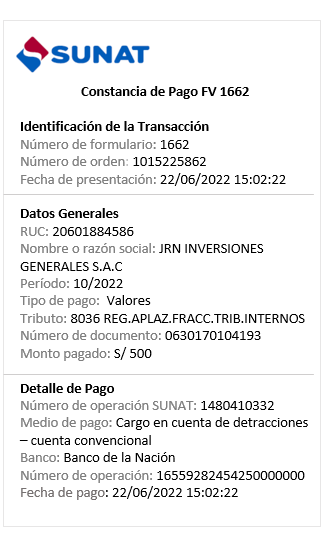 SUNAT
Constancia de Pago FV 1662
Identificación de la Transacción
Número de formulario: 1662
Número de orden: 1015225862
Fecha de presentación: 22/06/2022 15:02:22
Datos Generales
RUC: 20601884586
Nombre o razón social: JRN INVERSIONES
GENERALES S.A.C
Período: 10/2022
Tipo de pago: Valores
Tributo: 8036 REG.APLAZ.FRACC.TRIB.INTERNOS
Número de documento: 0630170104193
Monto pagado: S/ 500
Detalle de Pago
Número de operación SUNAT: 1480410332
Medio de pago: Cargo en cuenta de detracciones
– cuenta convencional
Banco: Banco de la Nación
Número de operación: 16559282454250000000
Fecha de pago: 22/06/2022 15:02:22